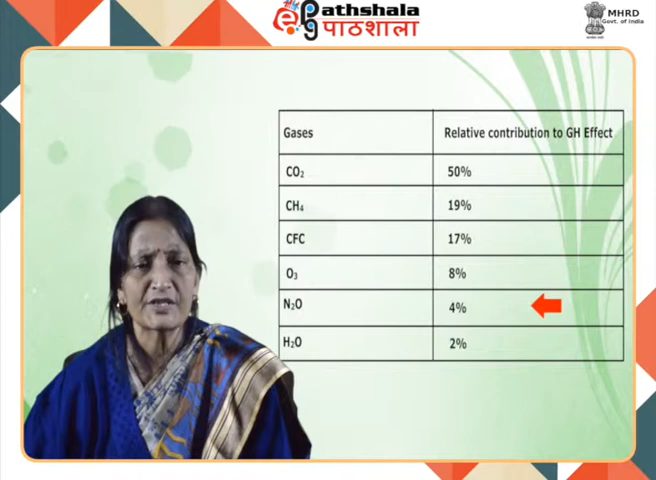 ई
Pathshala
पाठशाला
MHRD
Govt. of India
Gases Relative contribution to GH Effect
CO₂ 50%
CH₄ 19%
CFC 17%
O₃ 8%
N₂O 4%
H₂O 2%